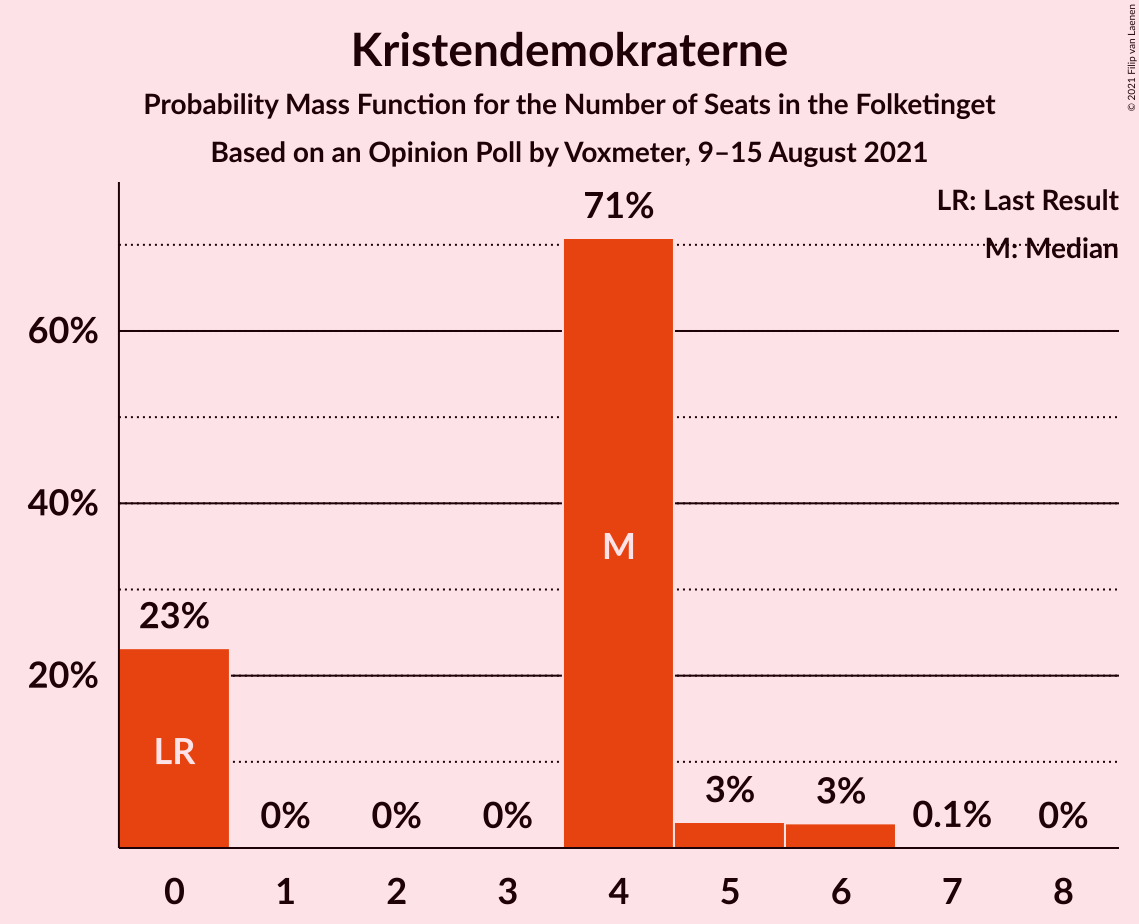 Kristendemokraterne
Probability Mass Function for the Number of Seats in the Folketinget
Based on an Opinion Poll by Voxmeter, 9–15 August 2021
© 2021 Filip van Laenen
LR: Last Result
M: Median
71%
60%
40%
20%
23%
LR
M
0%
0%
0%
3%
3%
0.1%
0%
0 1 2 3 4 5 6 7 8